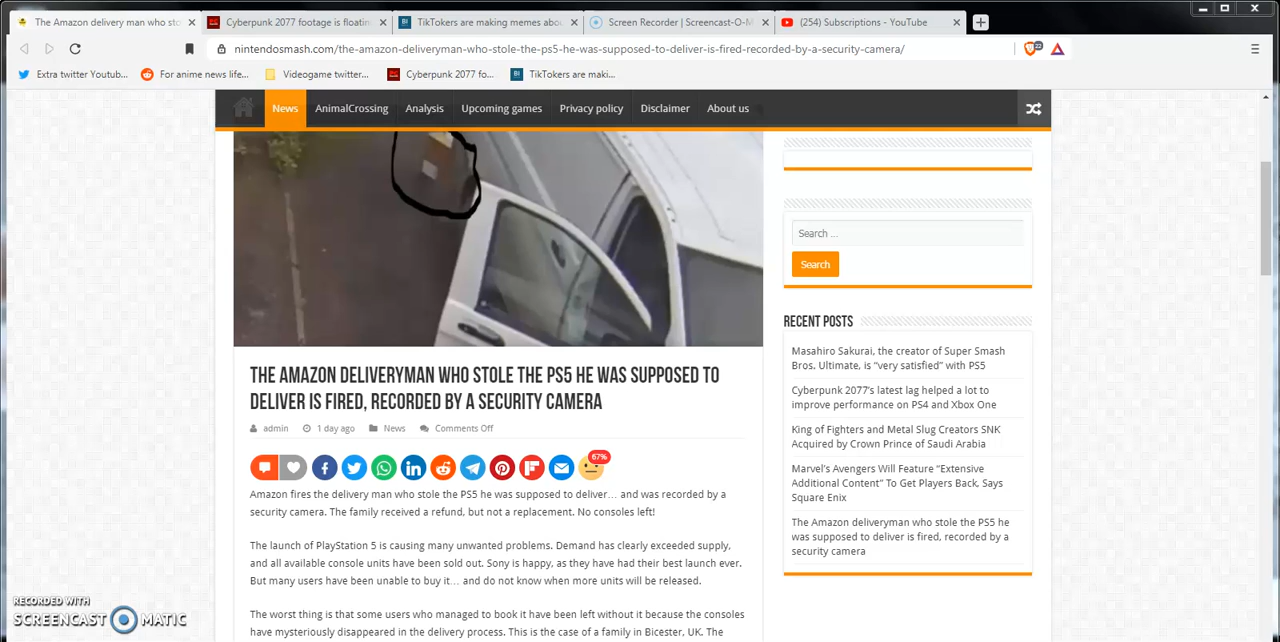 The Amazon delivery man who sto
Cyberpunk 2077 footage is floatin
TikTokers are making memes abo
Screen Recorder | Screencast-O-M
(254) Subscriptions - YouTube
nintendosmash.com/the-amazon-deliveryman-who-stole-the-ps5-he-was-supposed-to-deliver-is-fired-recorded-by-a-security-camera/
22
Extra twitter Youtub...
For anime news life...
Videogame twitter...
Cyberpunk 2077 fo...
TikTokers are maki...
News
AnimalCrossing
Analysis
Upcoming games
Privacy policy
Disclaimer
About us
THE AMAZON DELIVERYMAN WHO STOLE THE PS5 HE WAS SUPPOSED TO
DELIVER IS FIRED, RECORDED BY A SECURITY CAMERA
admin 1 day ago News Comments Off
67%
Amazon fires the delivery man who stole the PS5 he was supposed to deliver… and was recorded by a
security camera. The family received a refund, but not a replacement. No consoles left!
The launch of PlayStation 5 is causing many unwanted problems. Demand has clearly exceeded supply,
and all available console units have been sold out. Sony is happy, as they have had their best launch ever.
But many users have been unable to buy it… and do not know when more units will be released.
The worst thing is that some users who managed to book it have been left without it because the consoles
have mysteriously disappeared in the delivery process. This is the case of a family in Bicester, UK. The
Search ...
Search
RECENT POSTS
Masahiro Sakurai, the creator of Super Smash
Bros. Ultimate, is “very satisfied” with PS5
Cyberpunk 2077’s latest lag helped a lot to
improve performance on PS4 and Xbox One
King of Fighters and Metal Slug Creators SNK
Acquired by Crown Prince of Saudi Arabia
Marvel’s Avengers Will Feature “Extensive
Additional Content” To Get Players Back, Says
Square Enix
The Amazon deliveryman who stole the PS5 he
was supposed to deliver is fired, recorded by a
security camera
RECORDED WITH
SCREENCAST MATIC